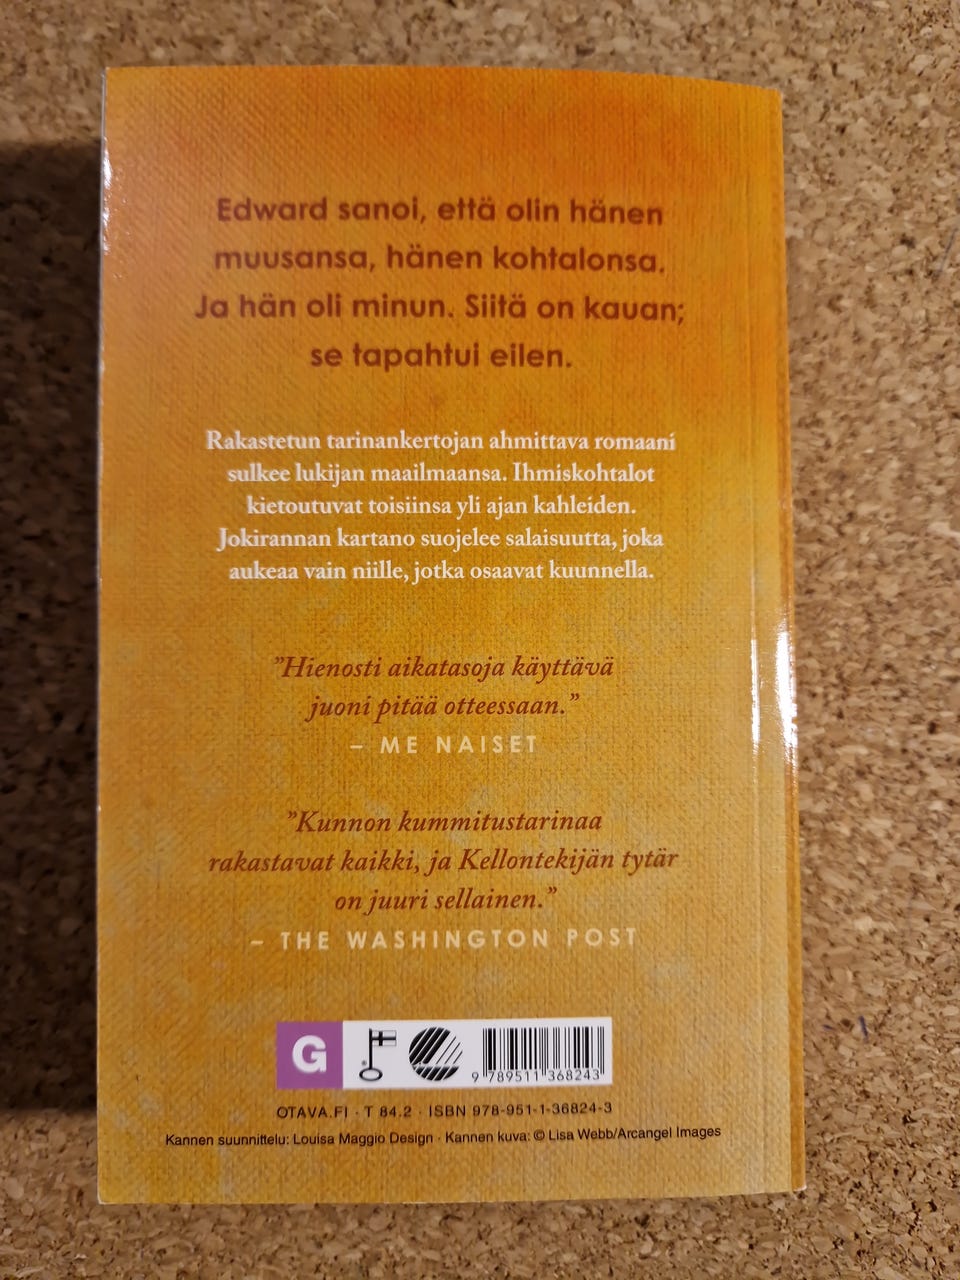 Edward sanoi, että olin hänen
muusansa, hänen kohtalonsa.
Ja hän oli minun. Siitä on kauan;
se tapahtui eilen.
Rakastetun tarinankertojan ahmittava romaani
sulkee lukijan maailmaansa. Ihmiskohtalot
kietoutuvat toisiinsa yli ajan kahleiden.
Jokirannan kartano suojelee salaisuutta, joka
aukeaa vain niille, jotka osaavat kuunnella.
”Hienosti aikatasoja käyttävä
juoni pitää otteessaan.”
– ME NAISET
”Kunnon kummitustarinaa
rakastavat kaikki, ja Kellontekijän tytär
on juuri sellainen.”
– THE WASHINGTON POST
G
9 789511 368243
OTAVA.FI · T 84.2 · ISBN 978-951-1-36824-3
Kannen suunnittelu: Louisa Maggio Design · Kannen kuva: © Lisa Webb/Arcangel Images